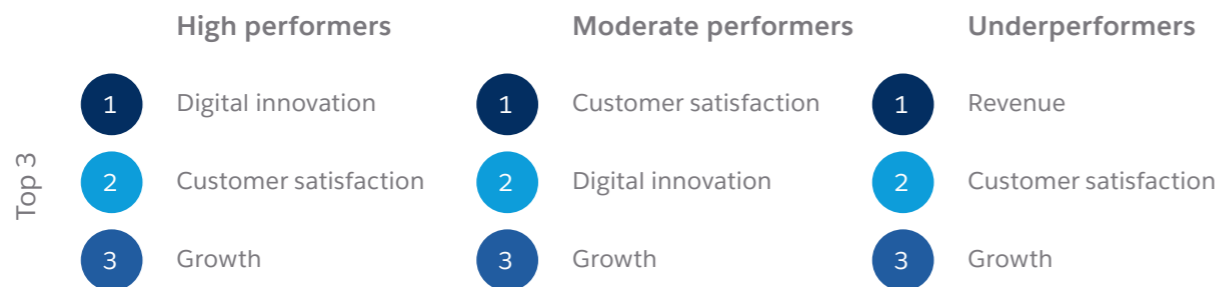 High performers
Moderate performers
Underperformers
Top 3
1 Digital innovation
1 Customer satisfaction
1 Revenue
2 Customer satisfaction
2 Digital innovation
2 Customer satisfaction
3 Growth
3 Growth
3 Growth